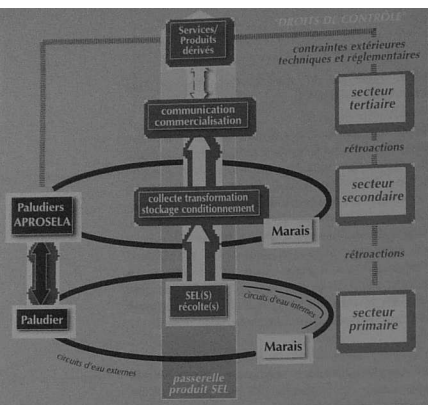 "DROITS DE CONTRÔLE"
Services/
Produits
dérivés
contraintes extérieures
techniques et réglementaires
communication
commercialisation
secteur
tertiaire
rétroactions
Paludiers
APROSELA
collecte transformation
stockage conditionnement
secteur
secondaire
Marais
rétroactions
SEL(S)
récolte(s)
circuits d'eau internes
Paludier
secteur
primaire
Marais
circuits d'eau externes
passerelle
produit SEL